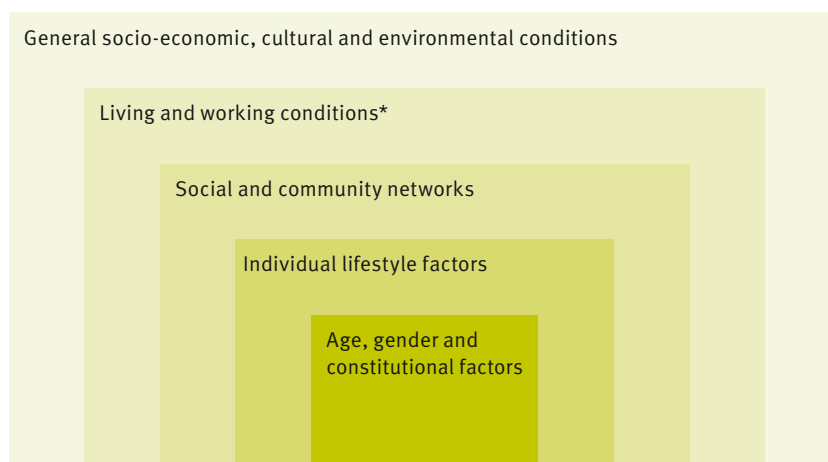 General socio-economic, cultural and environmental conditions
Living and working conditions*
Social and community networks
Individual lifestyle factors
Age, gender and
constitutional factors